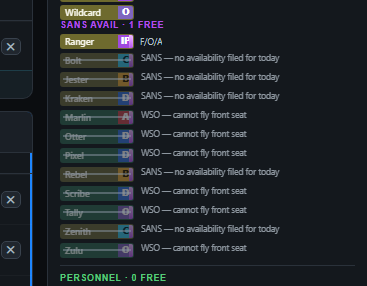 Wildcard
SANS AVAIL · 1 FREE
Ranger IP F/O/A
Bolt SANS — no availability filed for today
Jester SANS — no availability filed for today
Kraken SANS — no availability filed for today
Marlin WSO — cannot fly front seat
Otter WSO — cannot fly front seat
Pixel WSO — cannot fly front seat
Rebel SANS — no availability filed for today
Scribe WSO — cannot fly front seat
Tally WSO — cannot fly front seat
Zenith SANS — no availability filed for today
Zulu WSO — cannot fly front seat
PERSONNEL · 0 FREE